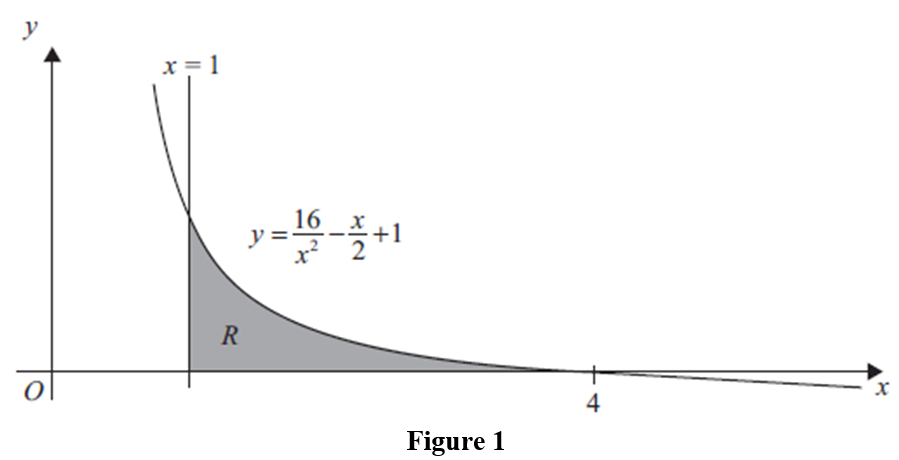 y
x = 1
y = 16/x² − x/2 + 1
R
O
4
x
Figure 1